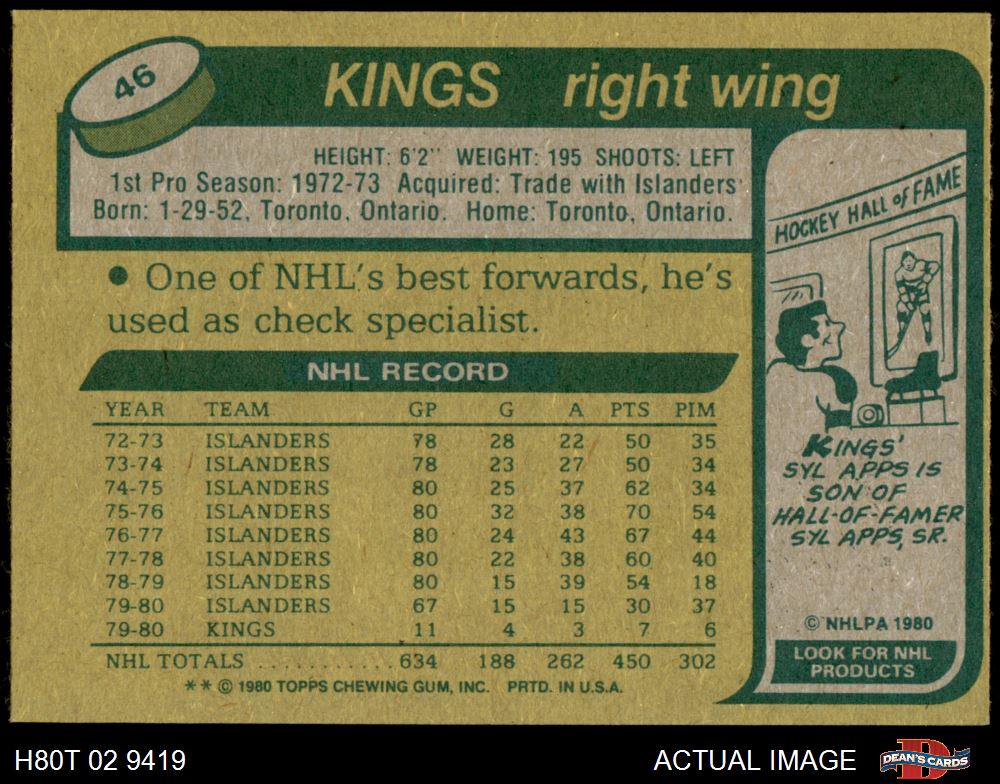 46
KINGS right wing
HEIGHT: 6'2" WEIGHT: 195 SHOOTS: LEFT
1st Pro Season: 1972-73 Acquired: Trade with Islanders
Born: 1-29-52, Toronto, Ontario. Home: Toronto, Ontario.
• One of NHL's best forwards, he's
used as check specialist.
NHL RECORD
YEAR TEAM GP G A PTS PIM
72-73 ISLANDERS 78 28 22 50 35
73-74 ISLANDERS 78 23 27 50 34
74-75 ISLANDERS 80 25 37 62 34
75-76 ISLANDERS 80 32 38 70 54
76-77 ISLANDERS 80 24 43 67 44
77-78 ISLANDERS 80 22 38 60 40
78-79 ISLANDERS 80 15 39 54 18
79-80 ISLANDERS 67 15 15 30 37
79-80 KINGS 11 4 3 7 6
NHL TOTALS ........... 634 188 262 450 302
** © 1980 TOPPS CHEWING GUM, INC. PRTD. IN U.S.A.
HOCKEY HALL of FAME
KINGS'
SYL APPS IS
SON OF
HALL-OF-FAMER
SYL APPS, SR.
© NHLPA 1980
LOOK FOR NHL
PRODUCTS
H80T 02 9419
ACTUAL IMAGE
D
DEAN'S CARDS